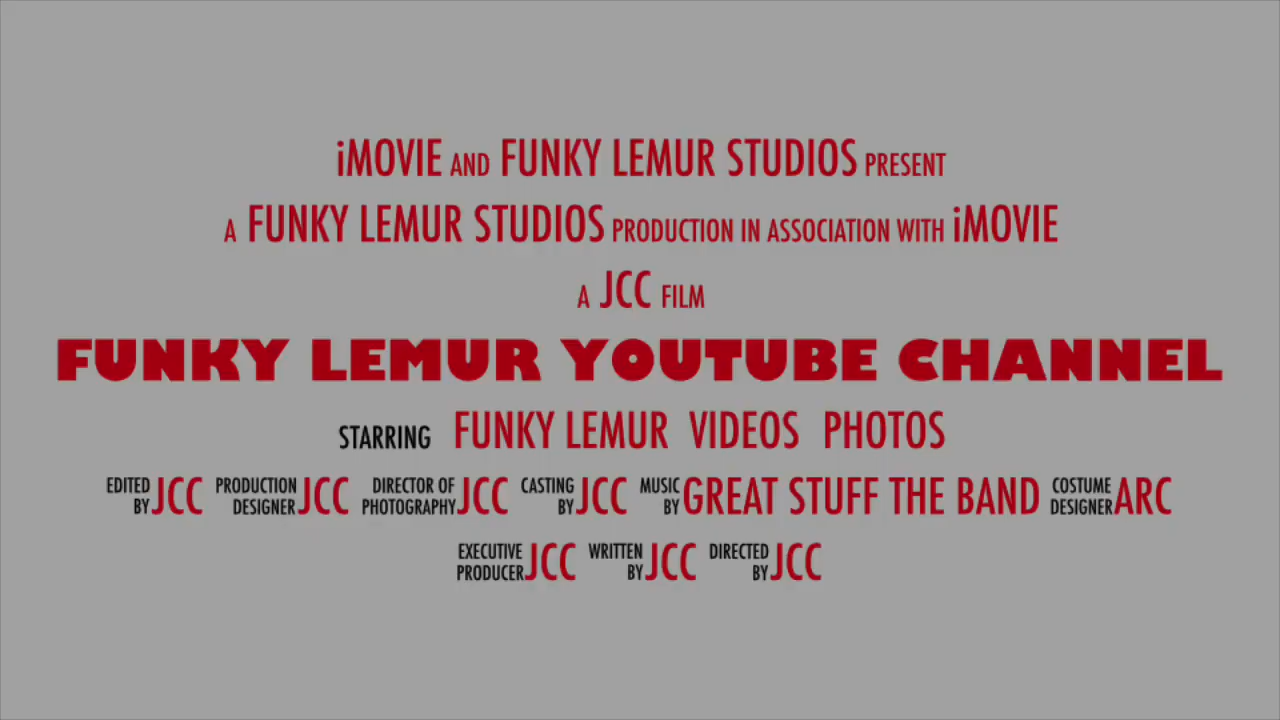 iMOVIE AND FUNKY LEMUR STUDIOS PRESENT
A FUNKY LEMUR STUDIOS PRODUCTION IN ASSOCIATION WITH iMOVIE
A JCC FILM
FUNKY LEMUR YOUTUBE CHANNEL
STARRING FUNKY LEMUR VIDEOS PHOTOS
EDITED BY JCC PRODUCTION DESIGNER JCC DIRECTOR OF PHOTOGRAPHY JCC CASTING BY JCC MUSIC BY GREAT STUFF THE BAND COSTUME DESIGNER ARC
EXECUTIVE PRODUCER JCC WRITTEN BY JCC DIRECTED BY JCC